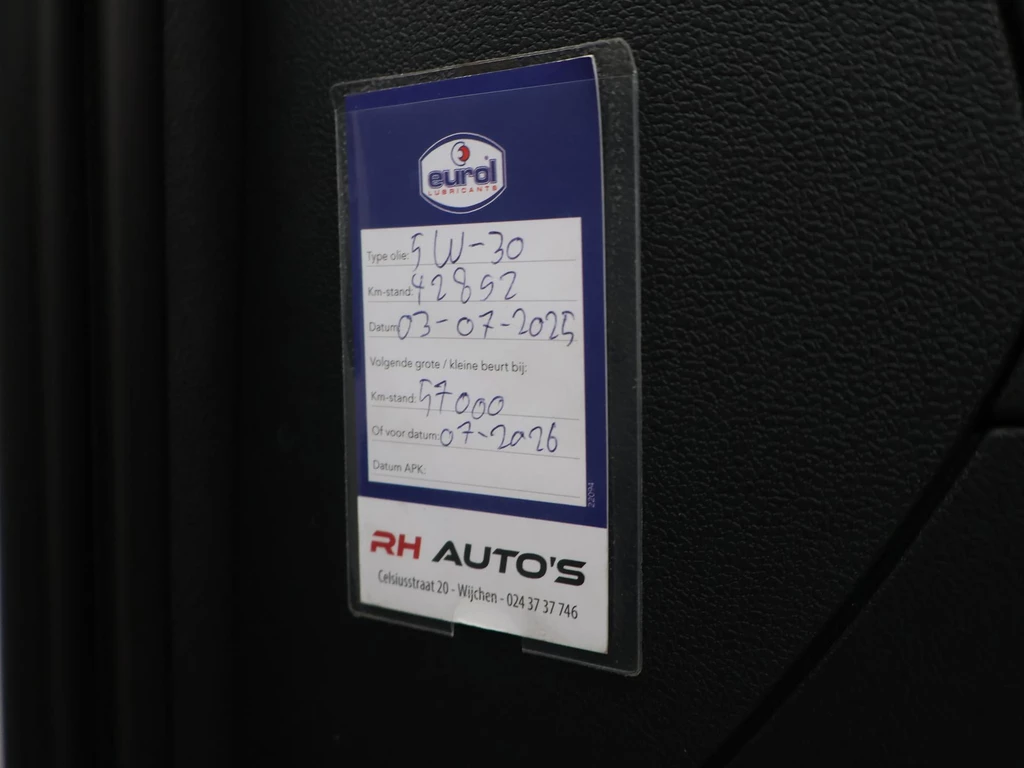 eurol®
LUBRICANTS
Type olie: 5W-30
Km-stand: 42852
Datum: 03-07-2025
Volgende grote / kleine beurt bij:
Km-stand: 57000
Of voor datum: 07-2026
Datum APK:
22094
RH AUTO'S
Celsiusstraat 20 - Wijchen - 024 37 37 746